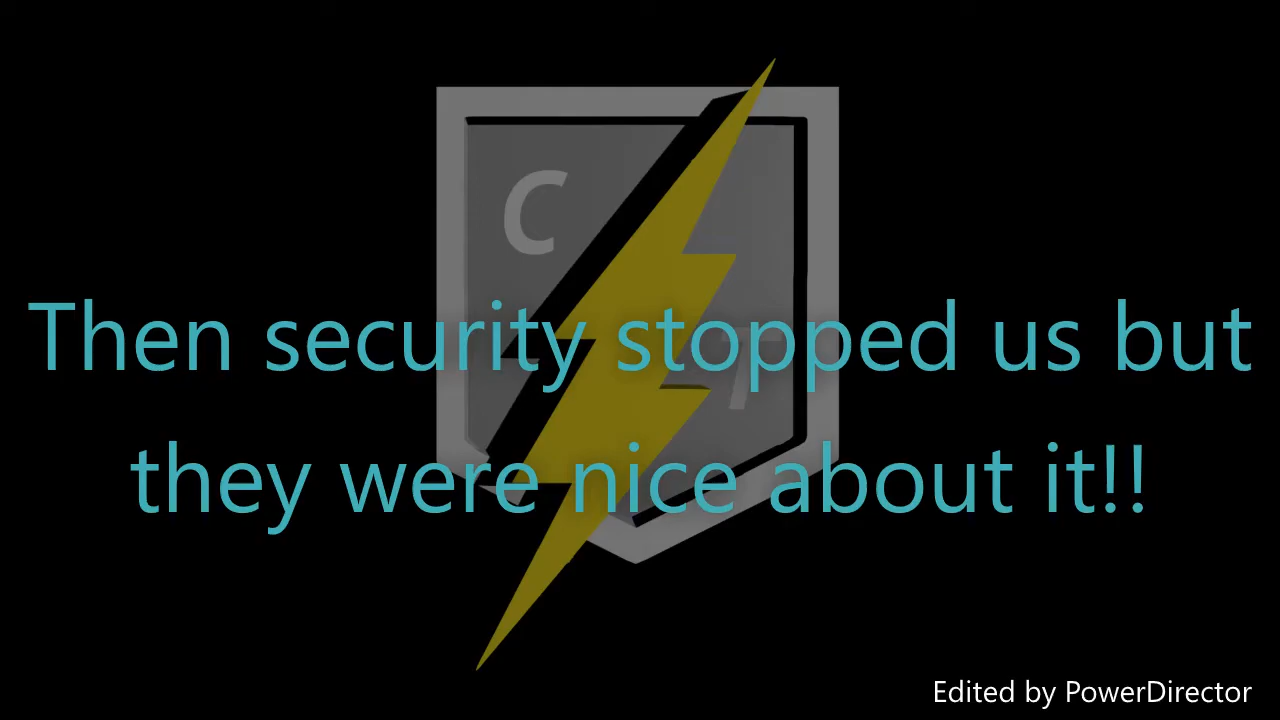 C
Then security stopped us but
T
they were nice about it!!
Edited by PowerDirector